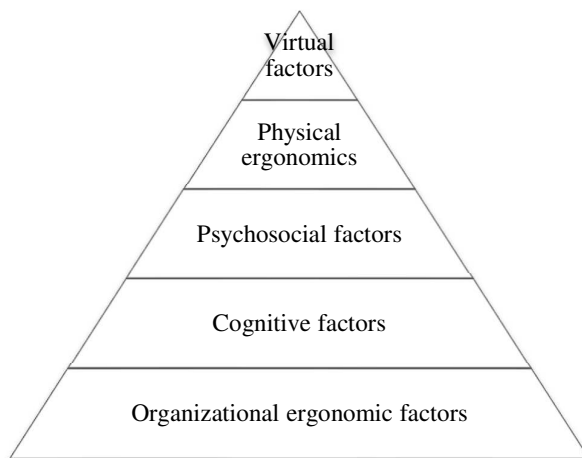 Virtual
factors
Physical
ergonomics
Psychosocial factors
Cognitive factors
Organizational ergonomic factors